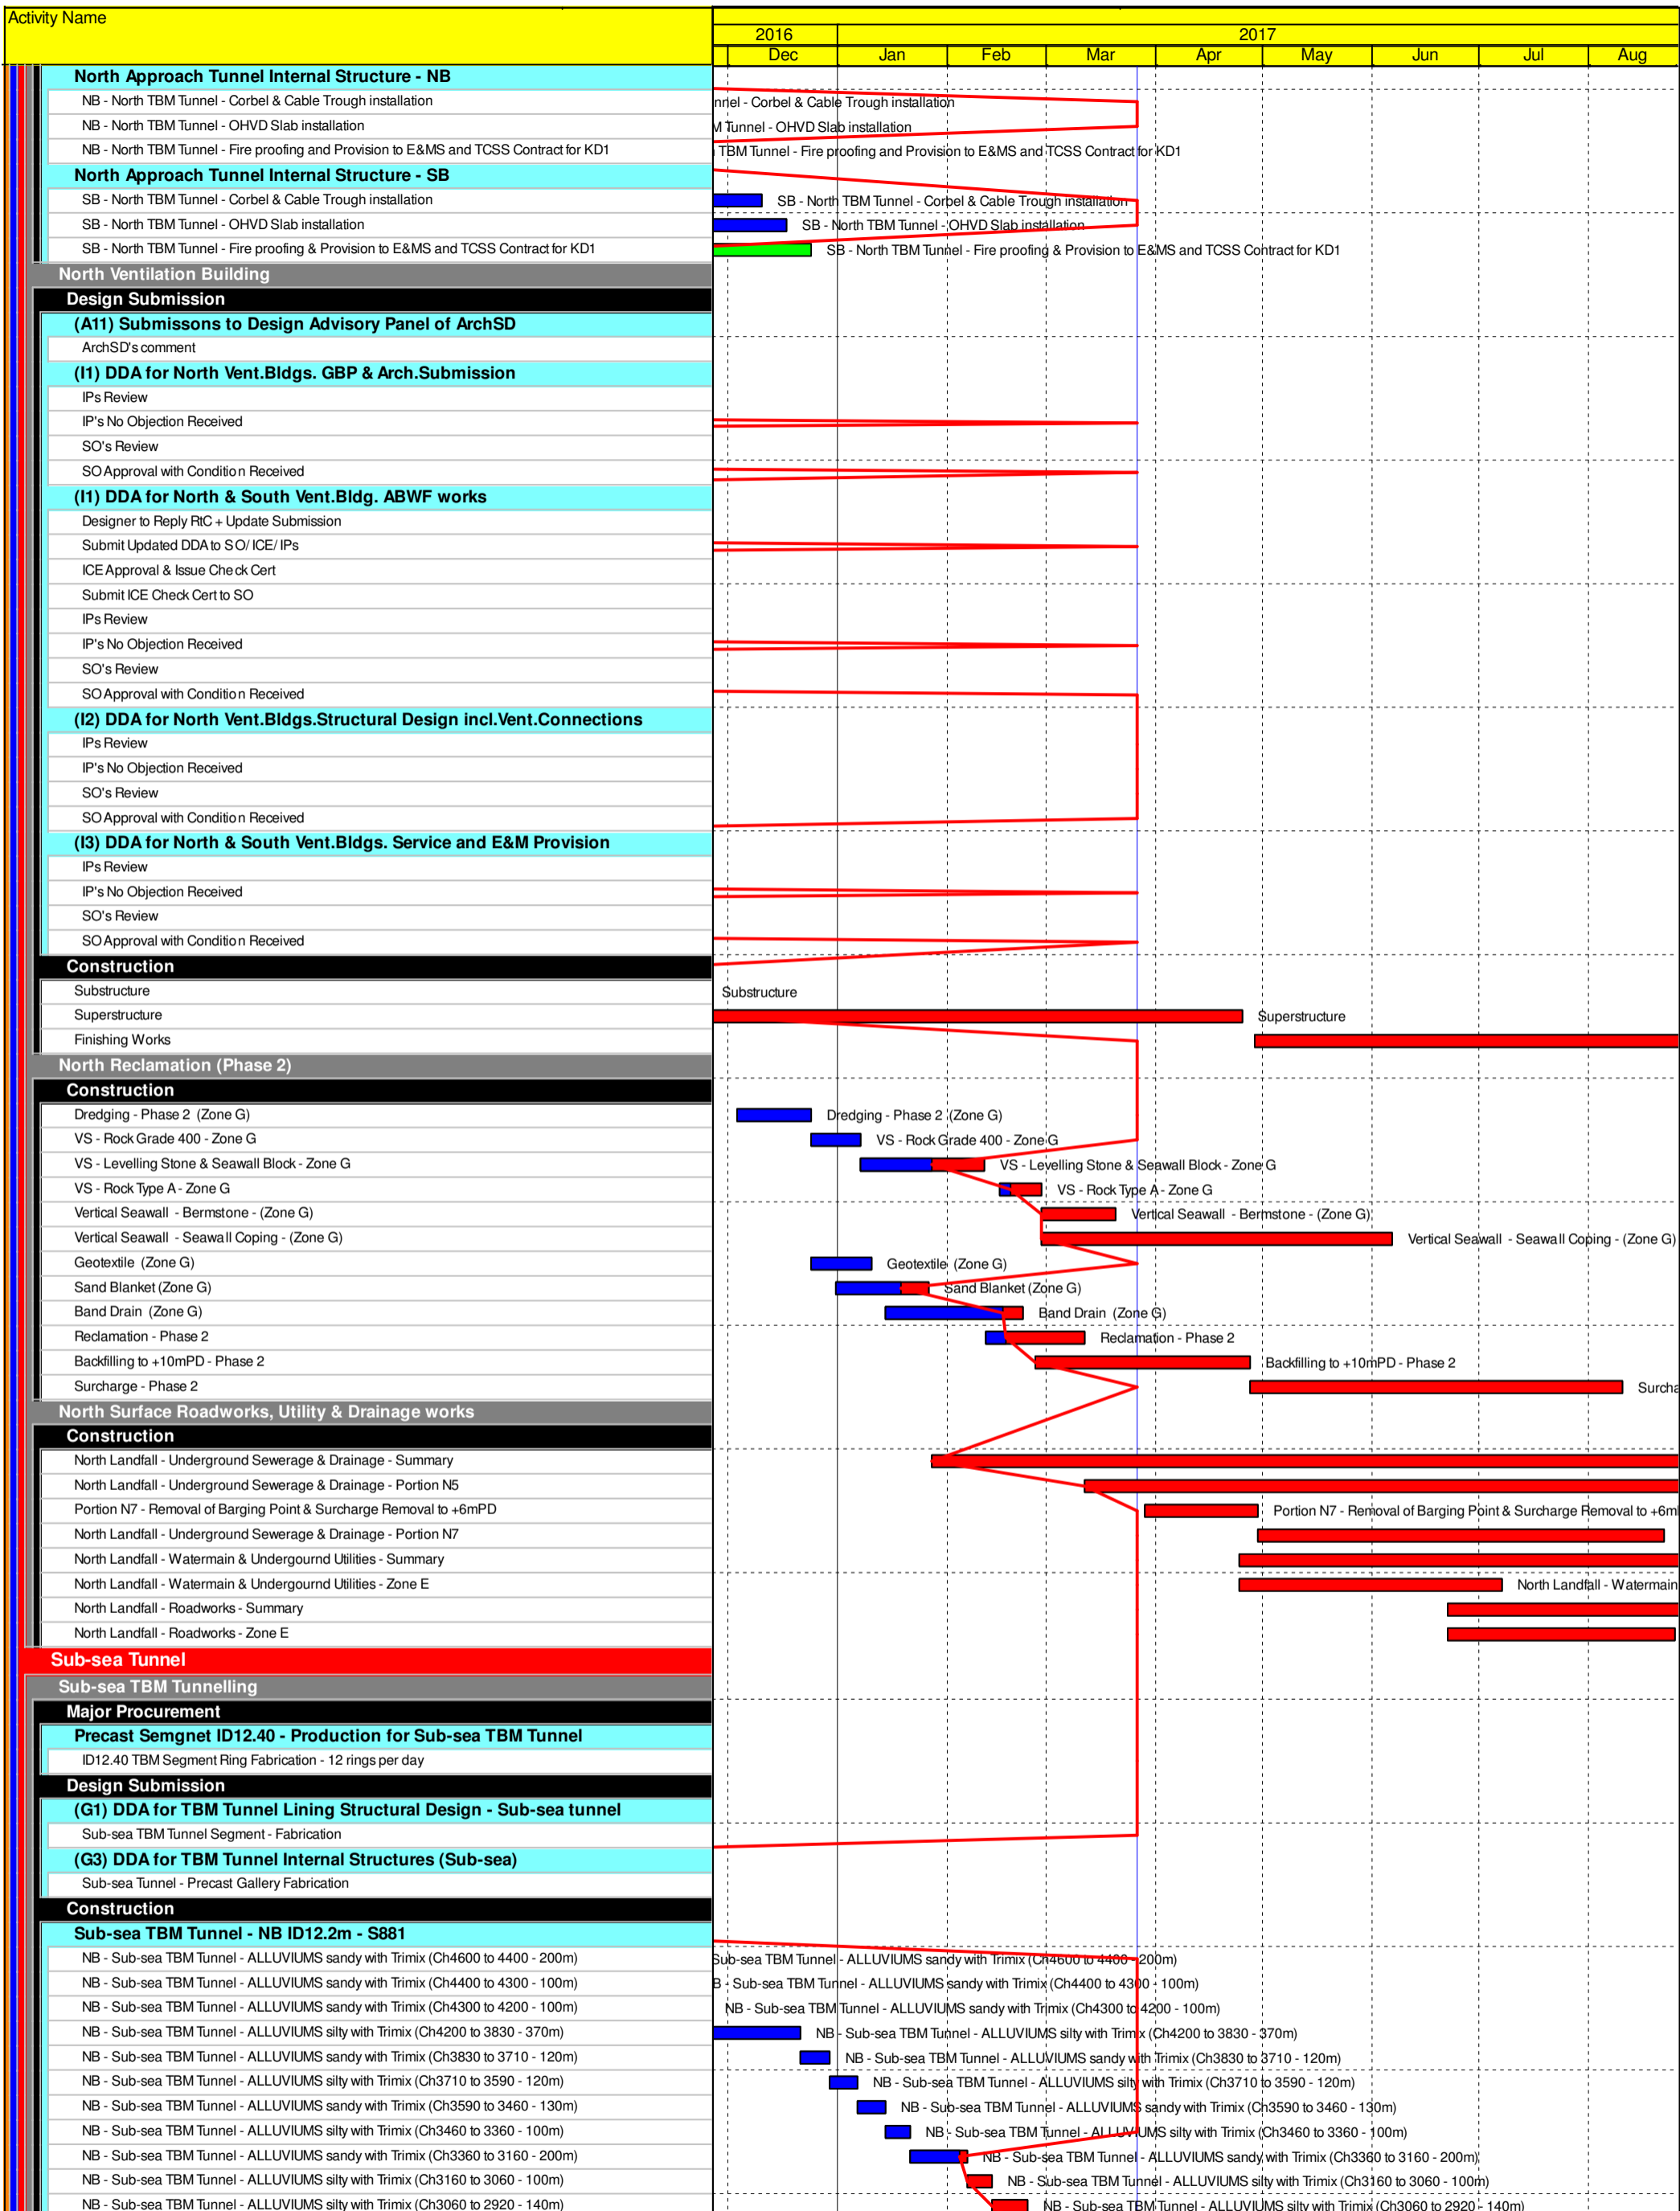 Activity Name
2016 2017
Dec Jan Feb Mar Apr May Jun Jul Aug
North Approach Tunnel Internal Structure - NB
NB - North TBM Tunnel - Corbel & Cable Trough installation nnel - Corbel & Cable Trough installation
NB - North TBM Tunnel - OHVD Slab installation M Tunnel - OHVD Slab installation
NB - North TBM Tunnel - Fire proofing and Provision to E&MS and TCSS Contract for KD1 TBM Tunnel - Fire proofing and Provision to E&MS and TCSS Contract for KD1
North Approach Tunnel Internal Structure - SB
SB - North TBM Tunnel - Corbel & Cable Trough installation SB - North TBM Tunnel - Corbel & Cable Trough installation
SB - North TBM Tunnel - OHVD Slab installation SB - North TBM Tunnel - OHVD Slab installation
SB - North TBM Tunnel - Fire proofing & Provision to E&MS and TCSS Contract for KD1 SB - North TBM Tunnel - Fire proofing & Provision to E&MS and TCSS Contract for KD1
North Ventilation Building
Design Submission
(A11) Submissons to Design Advisory Panel of ArchSD
ArchSD's comment
(I1) DDA for North Vent.Bldgs. GBP & Arch.Submission
IPs Review
IP's No Objection Received
SO's Review
SO Approval with Condition Received
(I1) DDA for North & South Vent.Bldg. ABWF works
Designer to Reply RtC + Update Submission
Submit Updated DDA to SO/ ICE/ IPs
ICE Approval & Issue Check Cert
Submit ICE Check Cert to SO
IPs Review
IP's No Objection Received
SO's Review
SO Approval with Condition Received
(I2) DDA for North Vent.Bldgs.Structural Design incl.Vent.Connections
IPs Review
IP's No Objection Received
SO's Review
SO Approval with Condition Received
(I3) DDA for North & South Vent.Bldgs. Service and E&M Provision
IPs Review
IP's No Objection Received
SO's Review
SO Approval with Condition Received
Construction
Substructure Substructure
Superstructure Superstructure
Finishing Works
North Reclamation (Phase 2)
Construction
Dredging - Phase 2 (Zone G) Dredging - Phase 2 (Zone G)
VS - Rock Grade 400 - Zone G VS - Rock Grade 400 - Zone G
VS - Levelling Stone & Seawall Block - Zone G VS - Levelling Stone & Seawall Block - Zone G
VS - Rock Type A - Zone G VS - Rock Type A - Zone G
Vertical Seawall - Bermstone - (Zone G) Vertical Seawall - Bermstone - (Zone G)
Vertical Seawall - Seawall Coping - (Zone G) Vertical Seawall - Seawall Coping - (Zone G)
Geotextile (Zone G) Geotextile (Zone G)
Sand Blanket (Zone G) Sand Blanket (Zone G)
Band Drain (Zone G) Band Drain (Zone G)
Reclamation - Phase 2 Reclamation - Phase 2
Backfilling to +10mPD - Phase 2 Backfilling to +10mPD - Phase 2
Surcharge - Phase 2 Surcha
North Surface Roadworks, Utility & Drainage works
Construction
North Landfall - Underground Sewerage & Drainage - Summary
North Landfall - Underground Sewerage & Drainage - Portion N5
Portion N7 - Removal of Barging Point & Surcharge Removal to +6mPD Portion N7 - Removal of Barging Point & Surcharge Removal to +6m
North Landfall - Underground Sewerage & Drainage - Portion N7
North Landfall - Watermain & Undergournd Utilities - Summary
North Landfall - Watermain & Undergournd Utilities - Zone E North Landfall - Watermain
North Landfall - Roadworks - Summary
North Landfall - Roadworks - Zone E
Sub-sea Tunnel
Sub-sea TBM Tunnelling
Major Procurement
Precast Semgnet ID12.40 - Production for Sub-sea TBM Tunnel
ID12.40 TBM Segment Ring Fabrication - 12 rings per day
Design Submission
(G1) DDA for TBM Tunnel Lining Structural Design - Sub-sea tunnel
Sub-sea TBM Tunnel Segment - Fabrication
(G3) DDA for TBM Tunnel Internal Structures (Sub-sea)
Sub-sea Tunnel - Precast Gallery Fabrication
Construction
Sub-sea TBM Tunnel - NB ID12.2m - S881
NB - Sub-sea TBM Tunnel - ALLUVIUMS sandy with Trimix (Ch4600 to 4400 - 200m) Sub-sea TBM Tunnel - ALLUVIUMS sandy with Trimix (Ch4600 to 4400 - 200m)
NB - Sub-sea TBM Tunnel - ALLUVIUMS sandy with Trimix (Ch4400 to 4300 - 100m) B - Sub-sea TBM Tunnel - ALLUVIUMS sandy with Trimix (Ch4400 to 4300 - 100m)
NB - Sub-sea TBM Tunnel - ALLUVIUMS sandy with Trimix (Ch4300 to 4200 - 100m) NB - Sub-sea TBM Tunnel - ALLUVIUMS sandy with Trimix (Ch4300 to 4200 - 100m)
NB - Sub-sea TBM Tunnel - ALLUVIUMS silty with Trimix (Ch4200 to 3830 - 370m) NB - Sub-sea TBM Tunnel - ALLUVIUMS silty with Trimix (Ch4200 to 3830 - 370m)
NB - Sub-sea TBM Tunnel - ALLUVIUMS sandy with Trimix (Ch3830 to 3710 - 120m) NB - Sub-sea TBM Tunnel - ALLUVIUMS sandy with Trimix (Ch3830 to 3710 - 120m)
NB - Sub-sea TBM Tunnel - ALLUVIUMS silty with Trimix (Ch3710 to 3590 - 120m) NB - Sub-sea TBM Tunnel - ALLUVIUMS silty with Trimix (Ch3710 to 3590 - 120m)
NB - Sub-sea TBM Tunnel - ALLUVIUMS sandy with Trimix (Ch3590 to 3460 - 130m) NB - Sub-sea TBM Tunnel - ALLUVIUMS sandy with Trimix (Ch3590 to 3460 - 130m)
NB - Sub-sea TBM Tunnel - ALLUVIUMS silty with Trimix (Ch3460 to 3360 - 100m) NB - Sub-sea TBM Tunnel - ALLUVIUMS silty with Trimix (Ch3460 to 3360 - 100m)
NB - Sub-sea TBM Tunnel - ALLUVIUMS sandy with Trimix (Ch3360 to 3160 - 200m) NB - Sub-sea TBM Tunnel - ALLUVIUMS sandy with Trimix (Ch3360 to 3160 - 200m)
NB - Sub-sea TBM Tunnel - ALLUVIUMS silty with Trimix (Ch3160 to 3060 - 100m) NB - Sub-sea TBM Tunnel - ALLUVIUMS silty with Trimix (Ch3160 to 3060 - 100m)
NB - Sub-sea TBM Tunnel - ALLUVIUMS silty with Trimix (Ch3060 to 2920 - 140m) NB - Sub-sea TBM Tunnel - ALLUVIUMS silty with Trimix (Ch3060 to 2920 - 140m)